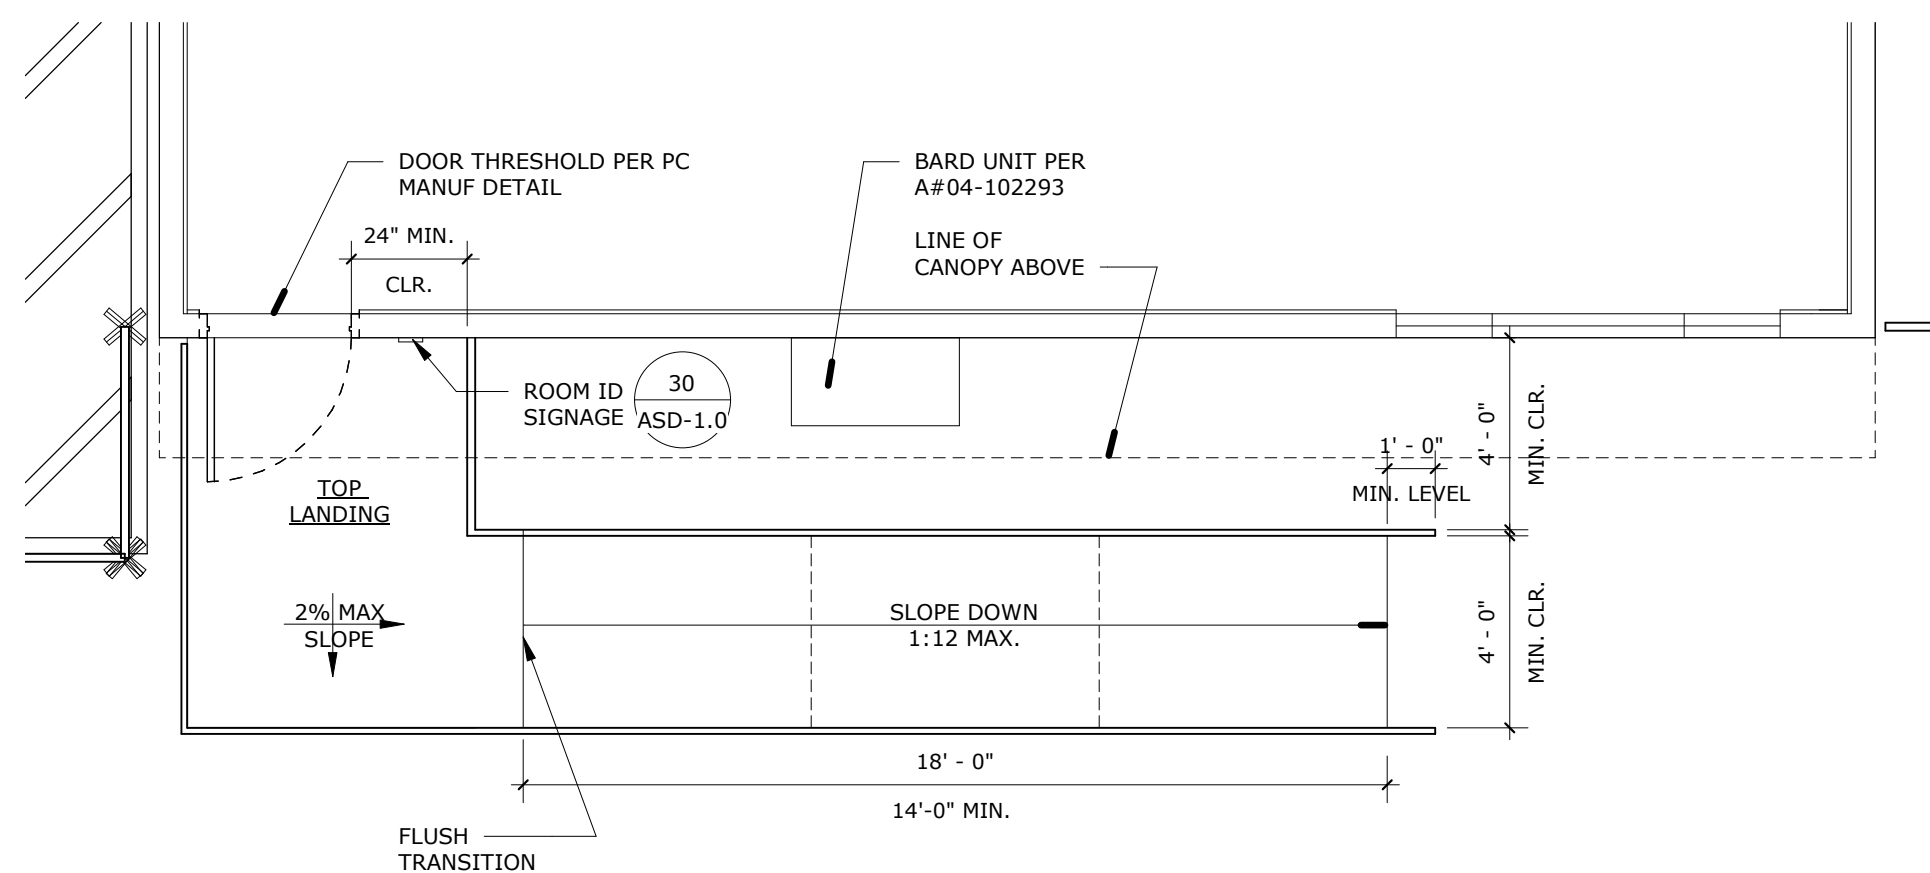 DOOR THRESHOLD PER PC
MANUF DETAIL
BARD UNIT PER
A#04-102293
24" MIN.
CLR.
LINE OF
CANOPY ABOVE
ROOM ID
SIGNAGE
30
ASD-1.0
1' - 0"
MIN. LEVEL
4' - 0"
MIN. CLR.
TOP
LANDING
2% MAX
SLOPE
SLOPE DOWN
1:12 MAX.
4' - 0"
MIN. CLR.
18' - 0"
14'-0" MIN.
FLUSH
TRANSITION